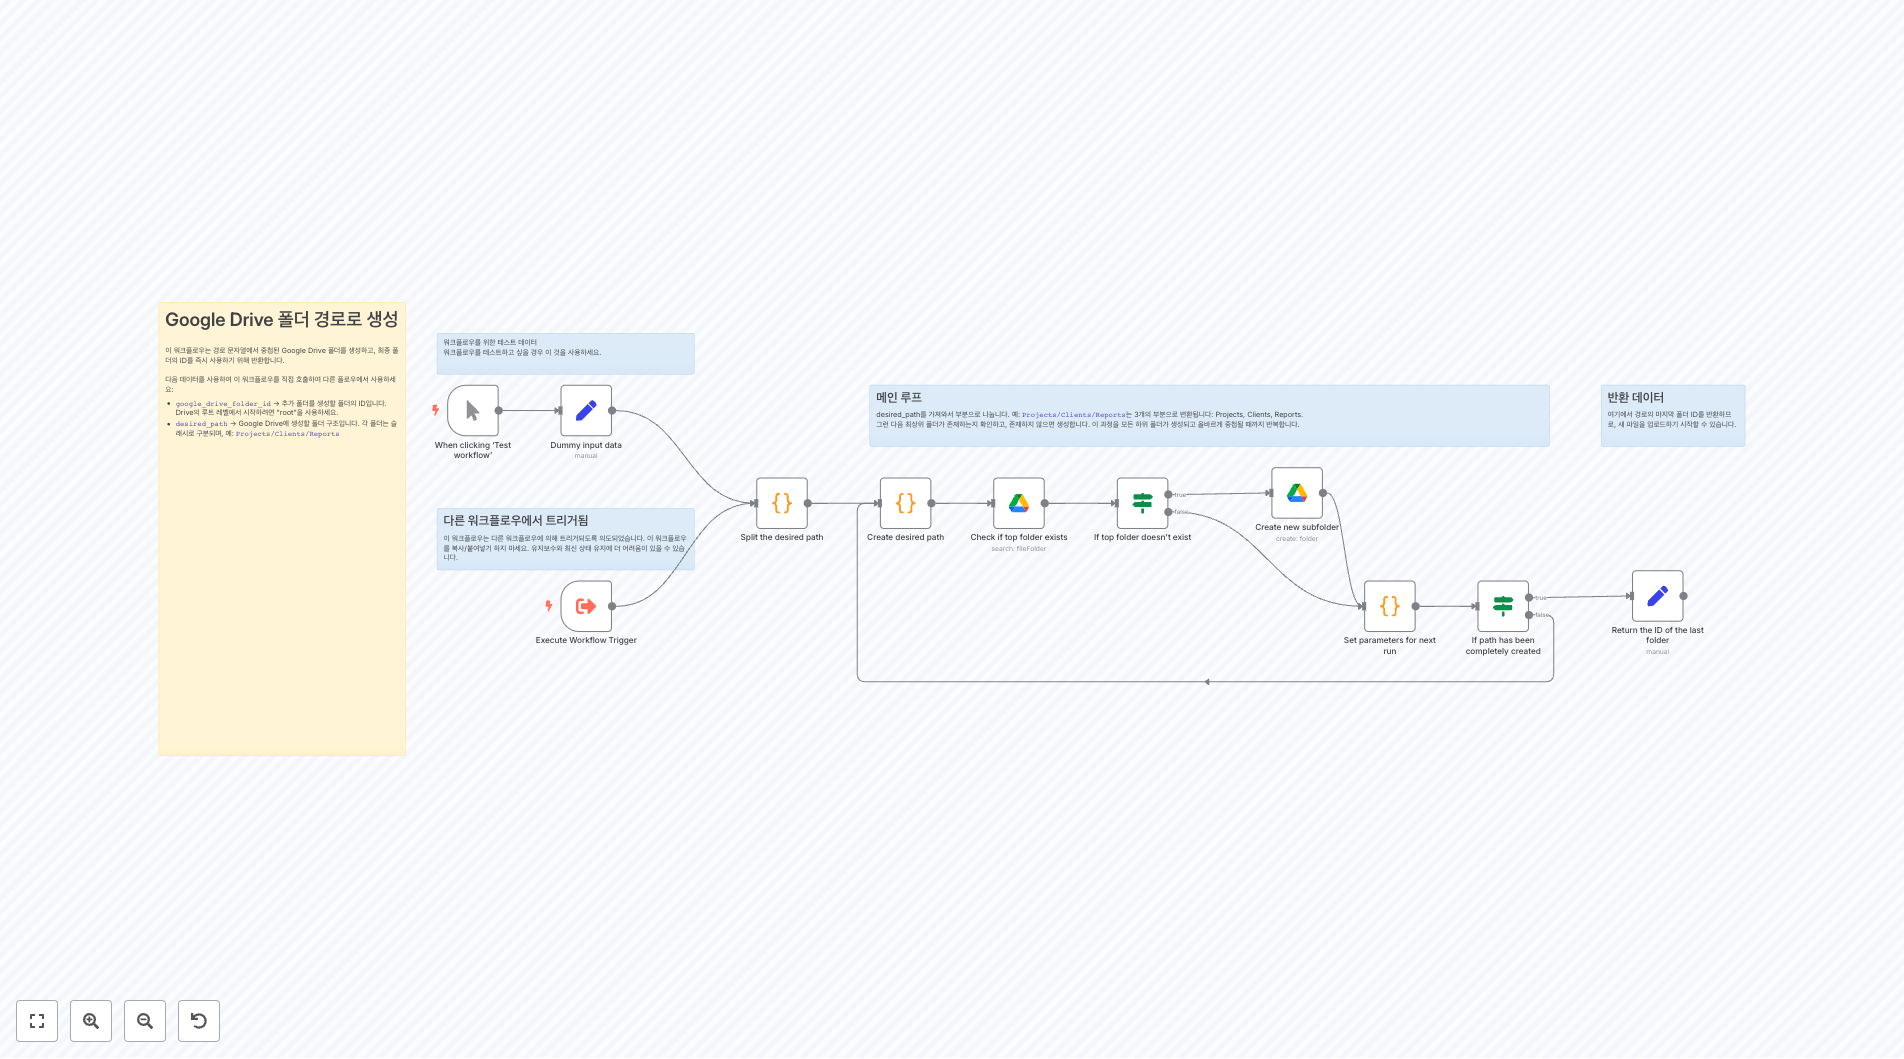 Google Drive 폴더 경로로 생성
이 워크플로우는 경로 문자열에서 중첩된 Google Drive 폴더를 생성하고, 최종 폴
더의 ID를 즉시 사용하기 위해 반환합니다.
다음 데이터를 사용하여 이 워크플로우를 직접 호출하여 다른 플로우에서 사용하세
요:
google_drive_folder_id → 추가 폴더를 생성할 폴더의 ID입니다.
Drive의 루트 레벨에서 시작하려면 "root"을 사용하세요.
desired_path → Google Drive에 생성할 폴더 구조입니다. 각 폴더는 슬
래시로 구분되며, 예: Projects/Clients/Reports
워크플로우를 위한 테스트 데이터
워크플로우를 테스트하고 싶을 경우 이 것을 사용하세요.
When clicking 'Test
workflow'
Dummy input data
manual
다른 워크플로우에서 트리거됨
이 워크플로우는 다른 워크플로우에 의해 트리거되도록 의도되었습니다. 이 워크플로우
를 복사/붙여넣기 하지 마세요. 유지보수와 최신 상태 유지에 더 어려움이 있을 수 있습
니다.
Execute Workflow Trigger
Split the desired path
메인 루프
desired_path를 가져와서 부분으로 나눕니다. 예: Projects/Clients/Reports는 3개의 부분으로 변환됩니다: Projects, Clients, Reports.
그런 다음 최상위 폴더가 존재하는지 확인하고, 존재하지 않으면 생성합니다. 이 과정을 모든 하위 폴더가 생성되고 올바르게 중첩될 때까지 반복합니다.
Create desired path
Check if top folder exists
search: fileFolder
If top folder doesn't exist
true
false
Create new subfolder
create: folder
Set parameters for next
run
If path has been
completely created
true
false
반환 데이터
여기에서 경로의 마지막 폴더 ID를 반환하므
로, 새 파일을 업로드하기 시작할 수 있습니다.
Return the ID of the last
folder
manual